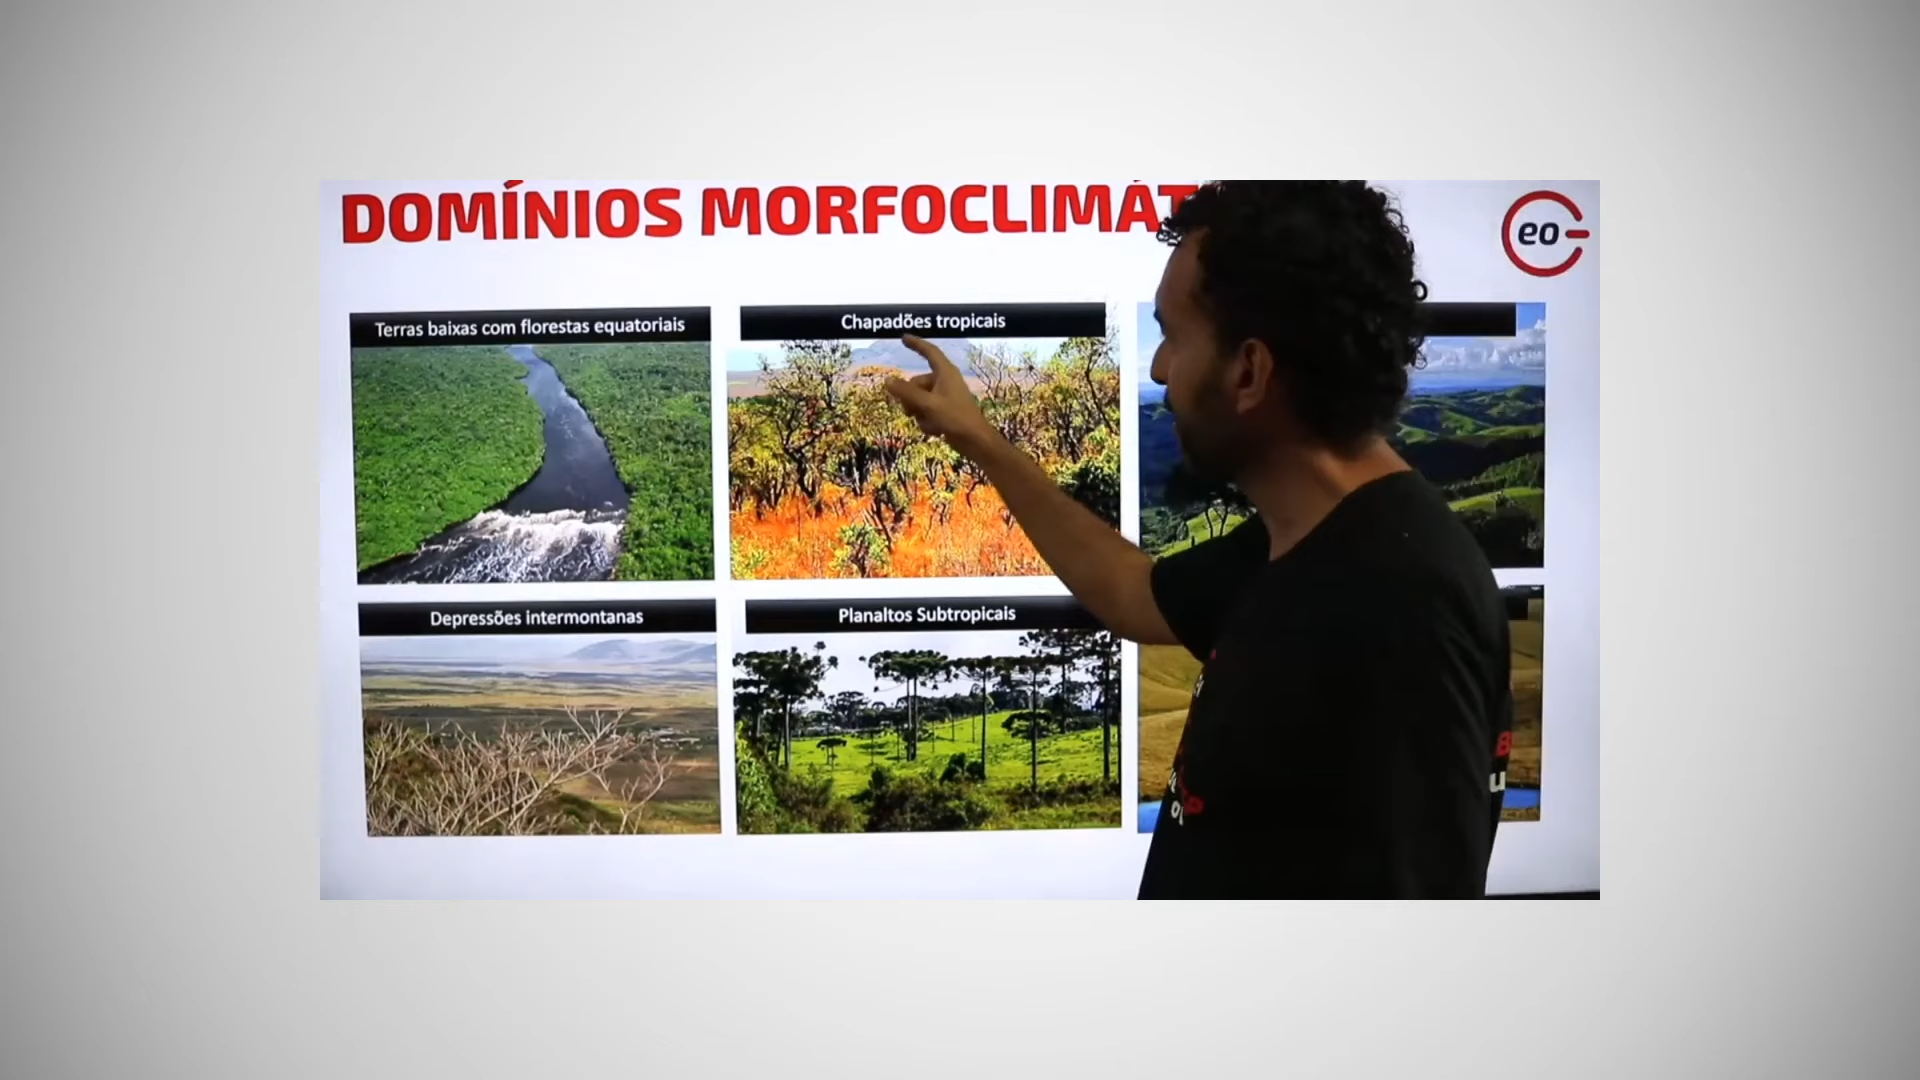 DOMÍNIOS MORFOCLIMÁT
eo
Terras baixas com florestas equatoriais
Chapadões tropicais
Depressões intermontanas
Planaltos Subtropicais